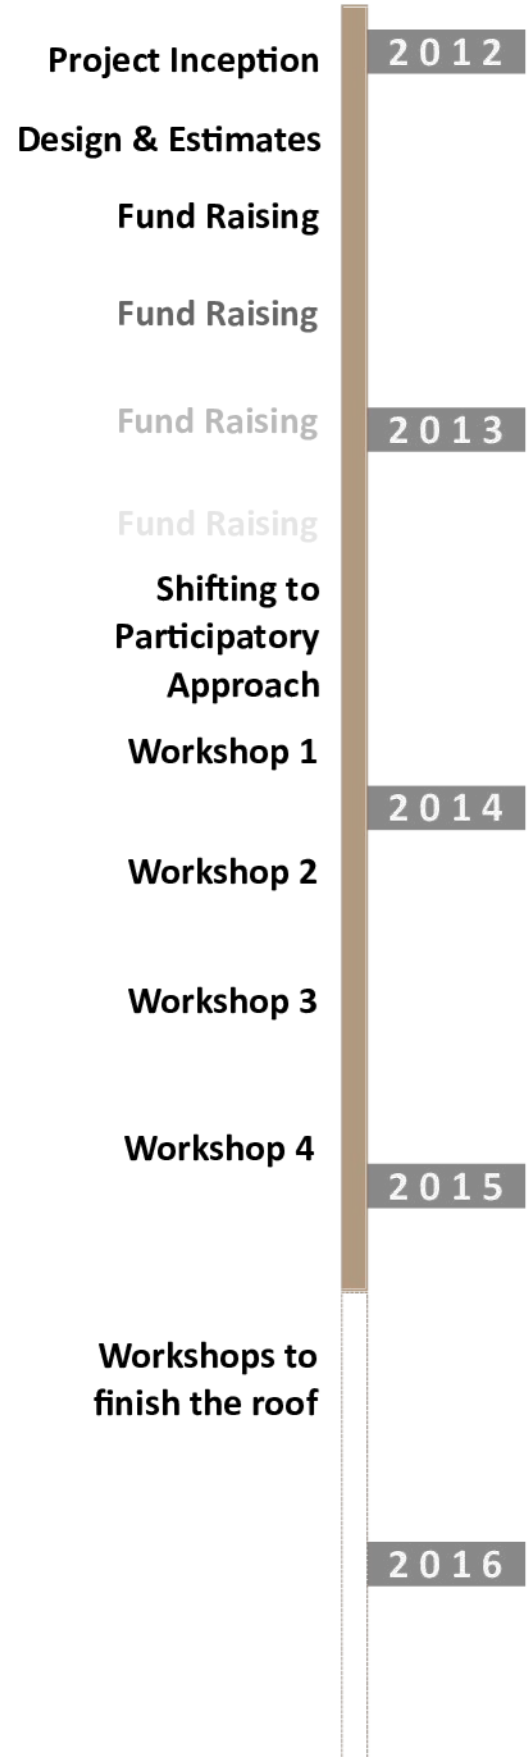 Project Inception
2012
Design & Estimates
Fund Raising
Fund Raising
Fund Raising
2013
Fund Raising
Shifting to
Participatory
Approach
Workshop 1
2014
Workshop 2
Workshop 3
Workshop 4
2015
Workshops to
finish the roof
2016